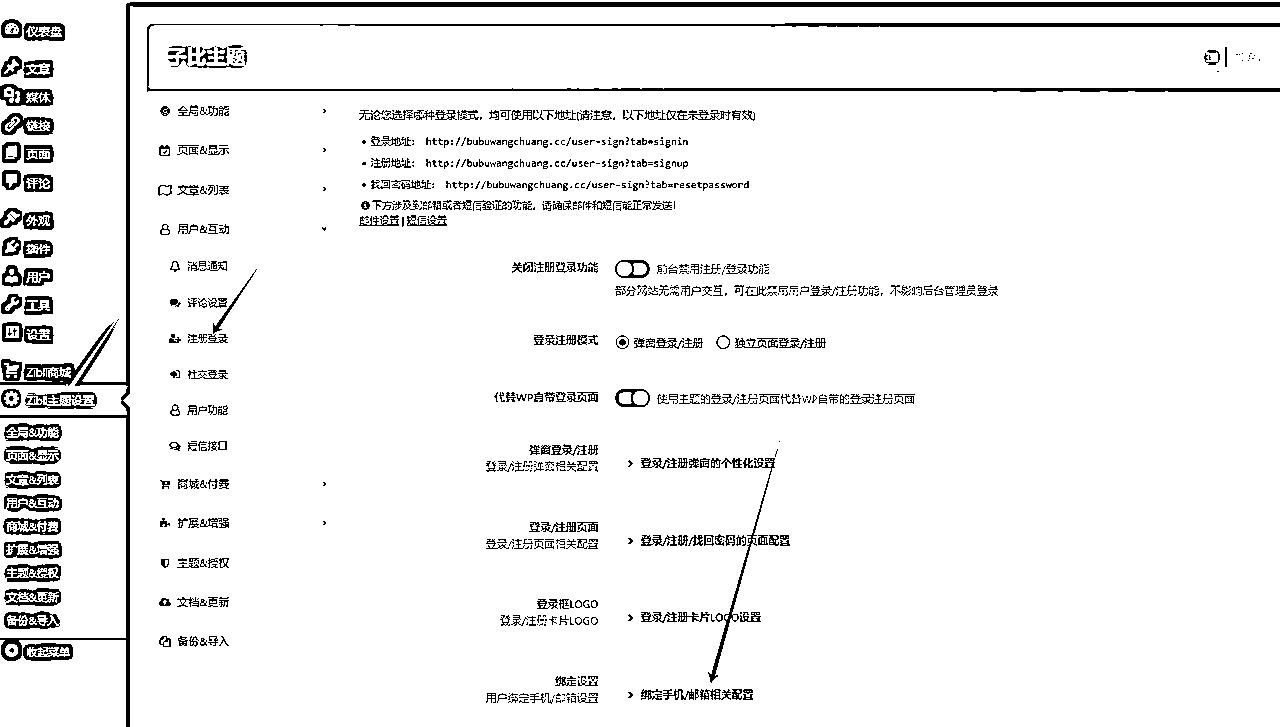 仪表盘
文章
媒体
链接
页面
评论
外观
插件
用户
工具
设置
Zibll商城
Zibll主题设置
全局&功能
页面&显示
文章&列表
用户&互动
商城&付费
扩展&增强
主题&授权
文档&更新
备份&导入
收起菜单
子比主题
全局&功能
页面&显示
文章&列表
用户&互动
消息通知
评论设置
注册登录
社交登录
用户功能
短信接口
商城&付费
扩展&增强
主题&授权
文档&更新
备份&导入
无论您选择哪种登录模式，均可使用以下地址(请注意，以下地址仅在未登录时有效)
• 登录地址： http://bubuwangchuang.cc/user-sign?tab=signin
• 注册地址： http://bubuwangchuang.cc/user-sign?tab=signup
• 找回密码地址： http://bubuwangchuang.cc/user-sign?tab=resetpassword
下方涉及到邮箱或者短信验证的功能，请确保邮件和短信能正常发送!
邮件设置 | 短信设置
关闭注册登录功能
前台禁用注册/登录功能
部分网站无需用户交互，可在此禁用用户登录/注册功能，不影响后台管理员登录
登录注册模式
弹窗登录/注册 独立页面登录/注册
代替WP自带登录页面
使用主题的登录/注册页面代替WP自带的登录注册页面
弹窗登录/注册
登录/注册弹窗相关配置
登录/注册弹窗的个性化设置
登录/注册页面
登录/注册页面相关配置
登录/注册/找回密码的页面配置
登录框LOGO
登录/注册卡片LOGO
登录/注册卡片LOGO设置
绑定设置
用户绑定手机/邮箱设置
绑定手机/邮箱相关配置